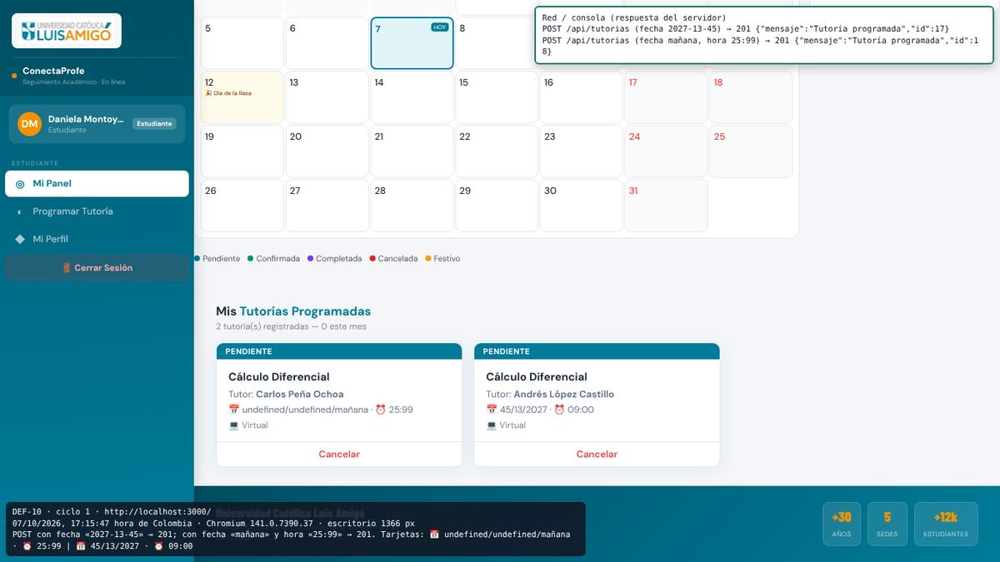 UNIVERSIDAD CATÓLICA
LUIS AMIGÓ
ConectaProfe
Seguimiento Académico · En línea
DM
Daniela Montoy...
Estudiante
Estudiante
ESTUDIANTE
Mi Panel
Programar Tutoría
Mi Perfil
🚪 Cerrar Sesión
Red / consola (respuesta del servidor)
POST /api/tutorias (fecha 2027-13-45) → 201 {"mensaje":"Tutoría programada","id":17}
POST /api/tutorias (fecha mañana, hora 25:99) → 201 {"mensaje":"Tutoría programada","id":1
8}
5 6 7 HOY 8
12 13 14 15 16 17 18
🎉 Día de la Raza
19 20 21 22 23 24 25
26 27 28 29 30 31
Pendiente Confirmada Completada Cancelada Festivo
Mis Tutorías Programadas
2 tutoría(s) registradas — 0 este mes
PENDIENTE
Cálculo Diferencial
Tutor: Carlos Peña Ochoa
📅 undefined/undefined/mañana · ⏰ 25:99
💻 Virtual
Cancelar
PENDIENTE
Cálculo Diferencial
Tutor: Andrés López Castillo
📅 45/13/2027 · ⏰ 09:00
💻 Virtual
Cancelar
Universidad Católica Luis Amigó
DEF-10 · ciclo 1 · http://localhost:3000/
07/10/2026, 17:15:47 hora de Colombia · Chromium 141.0.7390.37 · escritorio 1366 px
POST con fecha «2027-13-45» → 201; con fecha «mañana» y hora «25:99» → 201. Tarjetas: 📅 undefined/undefined/mañana
· ⏰ 25:99 | 📅 45/13/2027 · ⏰ 09:00
+30
AÑOS
5
SEDES
+12k
ESTUDIANTES